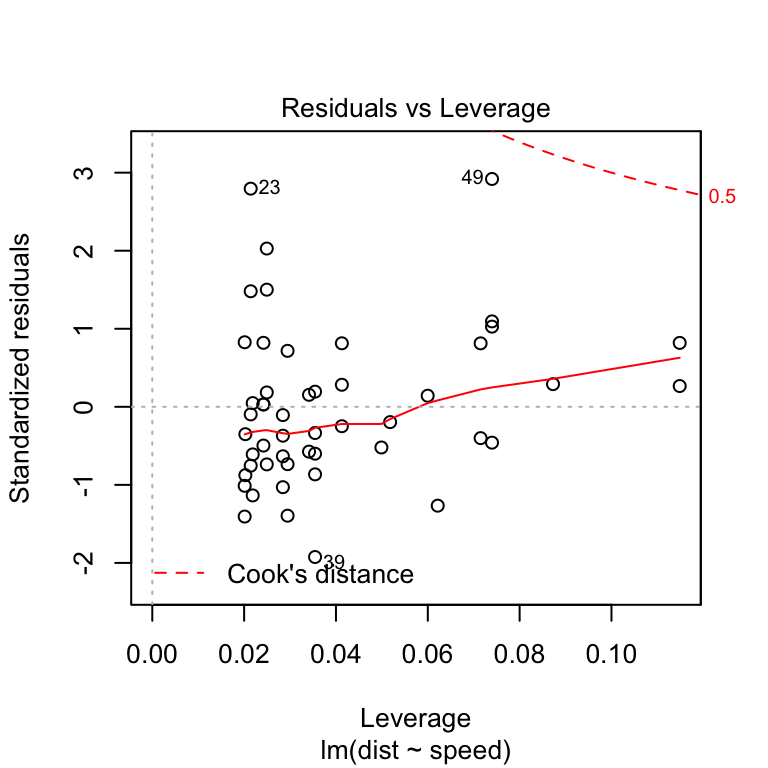 Residuals vs Leverage
Standardized residuals
3
2
1
0
-1
-2
23
49
0.5
39
Cook's distance
0.00 0.02 0.04 0.06 0.08 0.10
Leverage
lm(dist ~ speed)